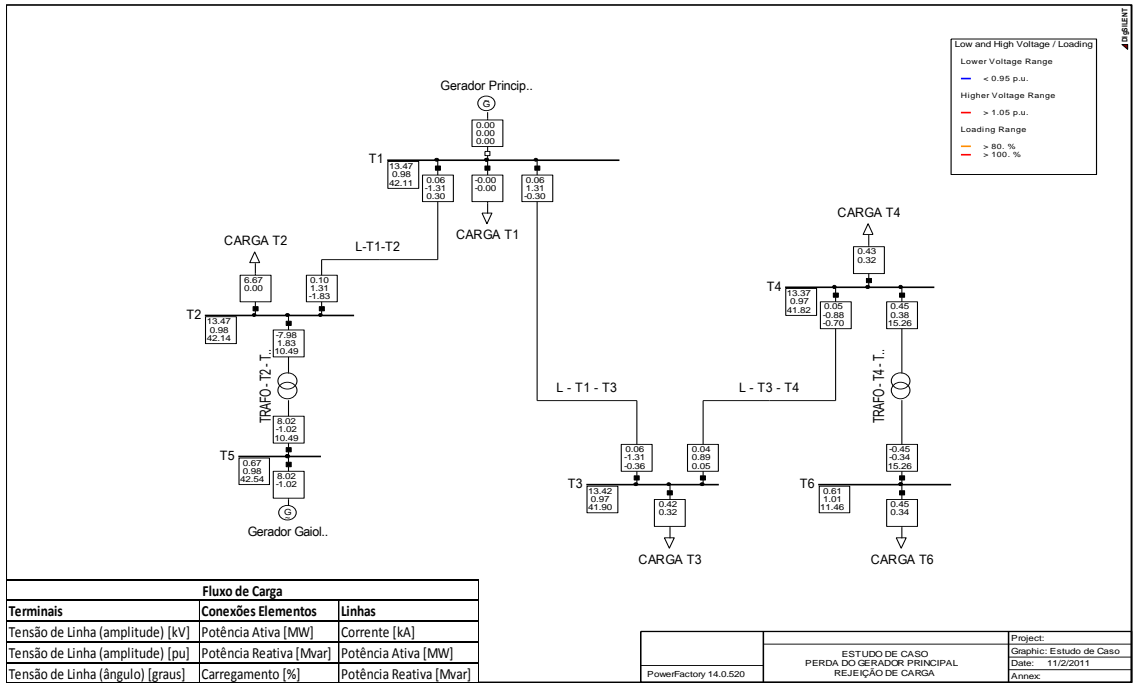 DIgSILENT
Low and High Voltage / Loading
Lower Voltage Range
< 0.95 p.u.
Higher Voltage Range
> 1.05 p.u.
Loading Range
> 80. %
> 100. %
Gerador Princip..
G
0.00
0.00
0.00
T1
13.47
0.98
42.11
0.06
-1.31
0.30
-0.00
-0.00
0.06
1.31
-0.30
CARGA T1
L-T1-T2
CARGA T2
6.67
0.00
0.10
1.31
-1.83
T2
13.47
0.98
42.14
-7.98
1.83
10.49
TRAFO - T2 - T..
8.02
-1.02
10.49
T5
0.67
0.98
42.54
8.02
-1.02
G
Gerador Gaiol..
CARGA T4
0.43
0.32
T4
13.37
0.97
41.82
0.05
-0.88
-0.70
0.45
0.38
15.26
L - T1 - T3
L - T3 - T4
TRAFO - T4 - T..
0.06
-1.31
-0.36
0.04
0.89
0.05
-0.45
-0.34
15.26
T3
13.42
0.97
41.90
0.42
0.32
CARGA T3
T6
0.61
1.01
11.46
0.45
0.34
CARGA T6
Fluxo de Carga
Terminais Conexões Elementos Linhas
Tensão de Linha (amplitude) [kV] Potência Ativa [MW] Corrente [kA]
Tensão de Linha (amplitude) [pu] Potência Reativa [Mvar] Potência Ativa [MW]
Tensão de Linha (ângulo) [graus] Carregamento [%] Potência Reativa [Mvar]
PowerFactory 14.0.520
ESTUDO DE CASO
PERDA DO GERADOR PRINCIPAL
REJEIÇÃO DE CARGA
Project:
Graphic: Estudo de Caso
Date: 11/2/2011
Annex: